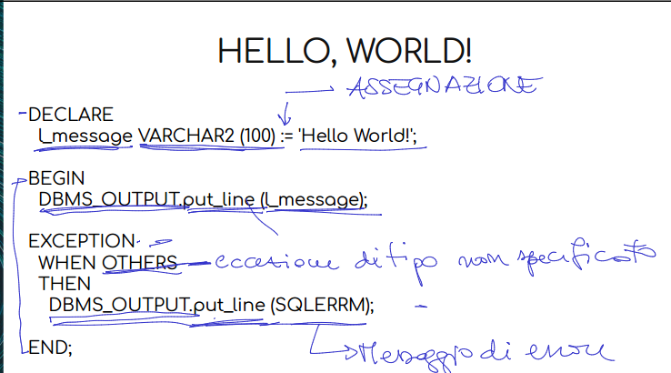 HELLO, WORLD!
ASSEGNAZIONE
DECLARE
l_message VARCHAR2 (100) := 'Hello World!';
BEGIN
DBMS_OUTPUT.put_line (l_message);
EXCEPTION
WHEN OTHERS eccezione di tipo non specificato
THEN
DBMS_OUTPUT.put_line (SQLERRM);
END;
Messaggio di errore